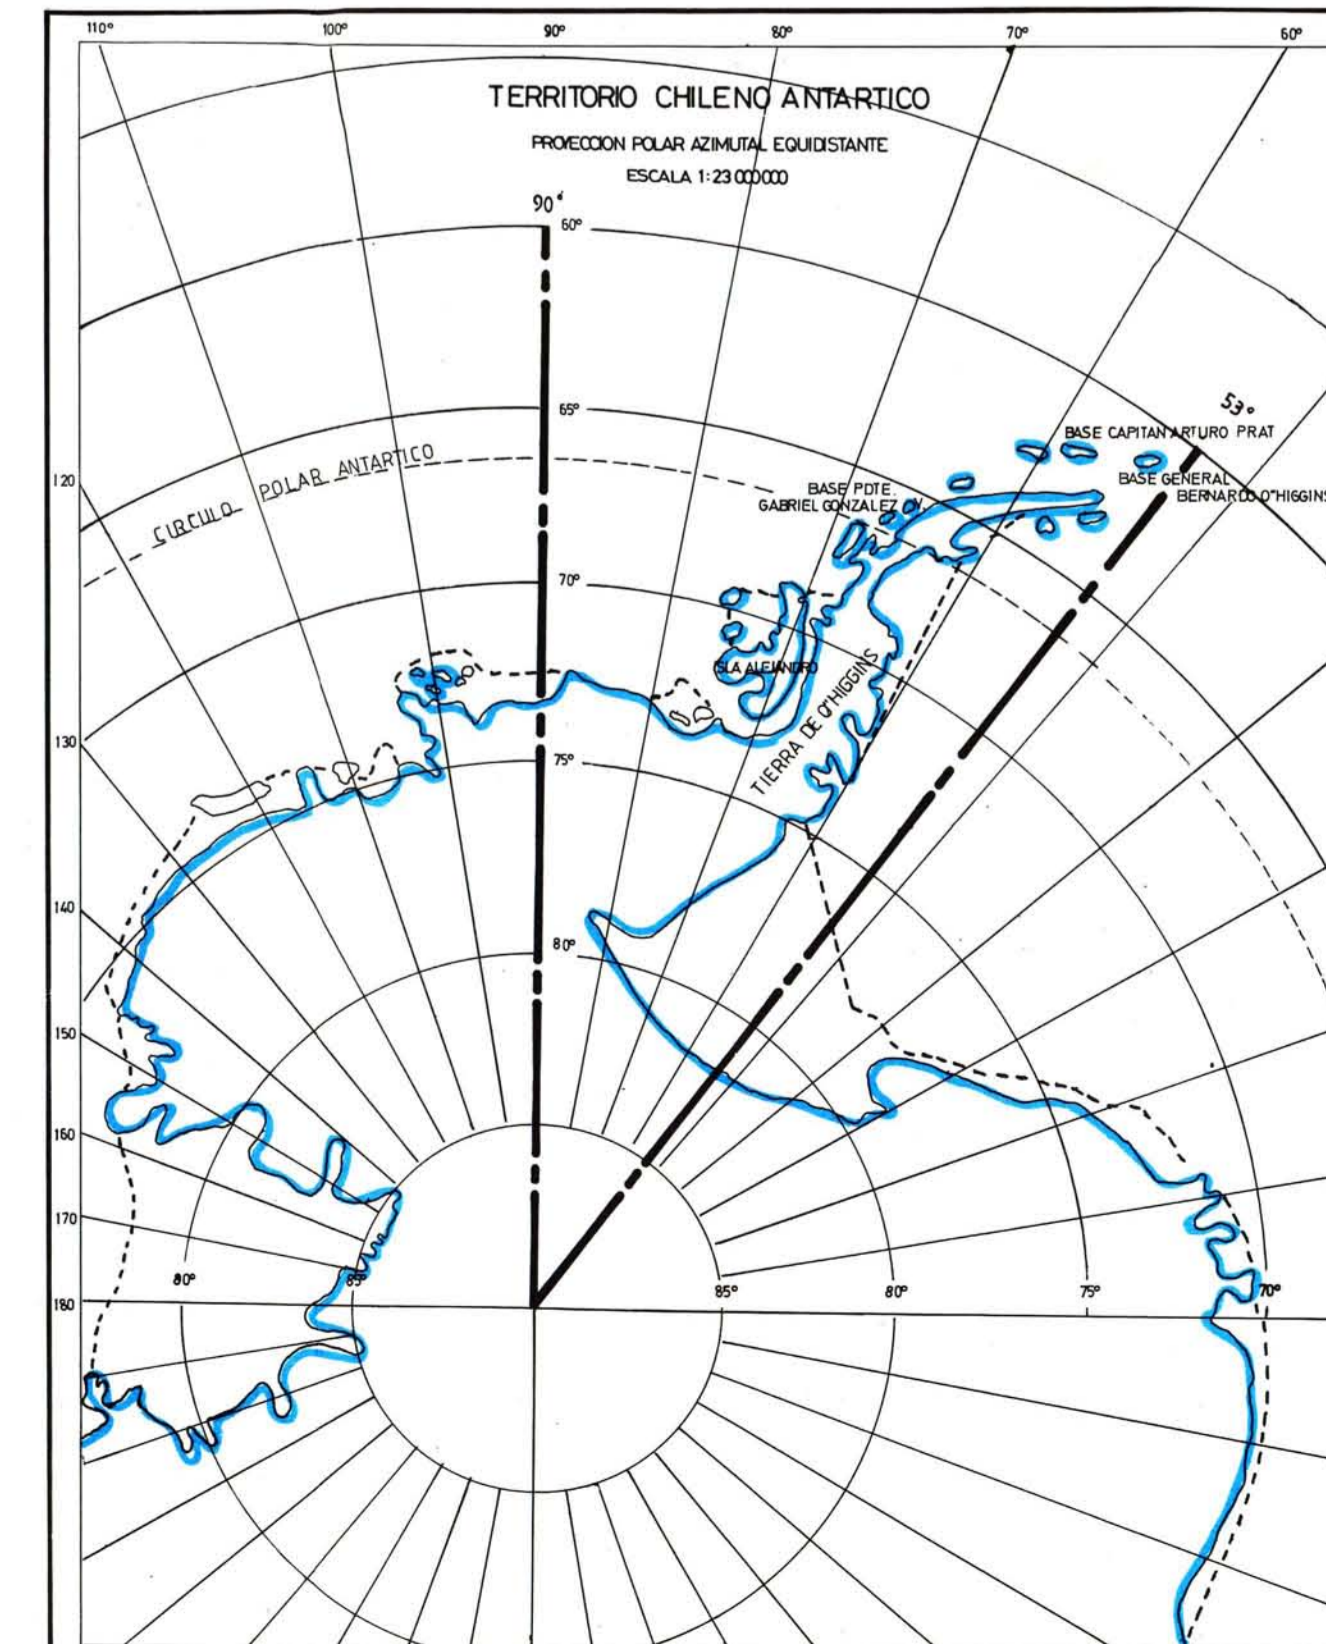 110°
100°
90°
80°
70°
60°
TERRITORIO CHILENO ANTARTICO
PROYECCION POLAR AZIMUTAL EQUIDISTANTE
ESCALA 1:23 000000
90°
60°
53°
65°
BASE CAPITAN ARTURO PRAT
CIRCULO POLAR ANTARTICO
120
BASE GENERAL
BERNARDO O"HIGGINS
BASE PDTE.
GABRIEL GONZALEZ V.
70°
ISLA ALEJANDRO
TIERRA DE O'HIGGINS
130
75°
140
80°
150
160
170
180
80°
85°
85°
80°
75°
70°